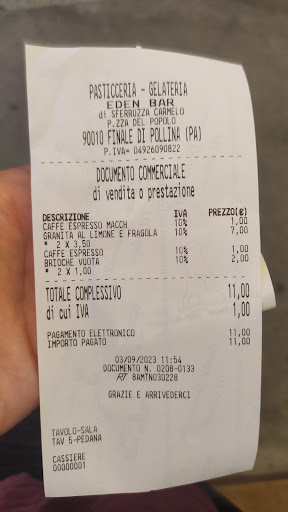 PASTICCERIA - GELATERIA
EDEN BAR
di SFERRUZZA CARMELO
P.ZZA DEL POPOLO
90010 FINALE DI POLLINA (PA)
P.IVA= 04926090822
DOCUMENTO COMMERCIALE
di vendita o prestazione
DESCRIZIONE IVA PREZZO(€)
CAFFE ESPRESSO MACCH 10% 1,00
GRANITA AL LIMONE E FRAGOLA 10% 7,00
* 2 X 3,50
CAFFE ESPRESSO 10% 1,00
BRIOCHE VUOTA 10% 2,00
* 2 X 1,00
TOTALE COMPLESSIVO 11,00
di cui IVA 1,00
PAGAMENTO ELETTRONICO 11,00
IMPORTO PAGATO 11,00
03/09/2023 11:54
DOCUMENTO N. 0208-0133
RT 8AMTN030228
GRAZIE E ARRIVEDERCI
TAVOLO-SALA
TAV 5-PEDANA
CASSIERE
00000001